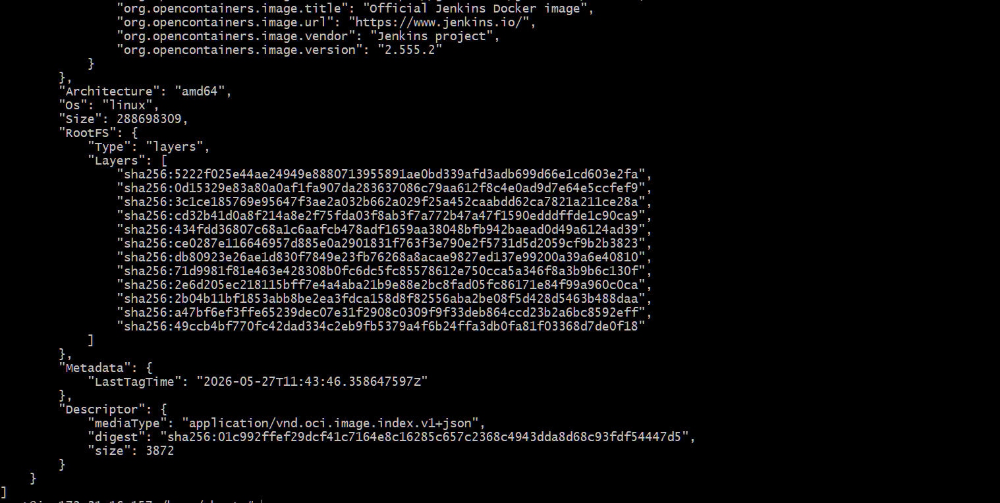 "org.opencontainers.image.title": "Official Jenkins Docker image",
"org.opencontainers.image.url": "https://www.jenkins.io/",
"org.opencontainers.image.vendor": "Jenkins project",
"org.opencontainers.image.version": "2.555.2"
}
},
"Architecture": "amd64",
"Os": "linux",
"Size": 288698309,
"RootFS": {
"Type": "layers",
"Layers": [
"sha256:5222f025e44ae24949e8880713955891ae0bd339afd3adb699d66e1cd603e2fa",
"sha256:0d15329e83a80a0af1fa907da283637086c79aa612f8c4e0ad9d7e64e5ccfef9",
"sha256:3c1ce185769e95647f3ae2a032b662a029f25a452caabdd62ca7821a211ce28a",
"sha256:cd32b41d0a8f214a8e2f75fda03f8ab3f7a772b47a47f1590edddffde1c90ca9",
"sha256:434fdd36807c68a1c6aafcb478adf1659aa38048bfb942baead0d49a6124ad39",
"sha256:ce0287e116646957d885e0a2901831f763f3e790e2f5731d5d2059cf9b2b3823",
"sha256:db80923e26ae1d830f7849e23fb76268a8acae9827ed137e99200a39a6e40810",
"sha256:71d9981f81e463e428308b0fc6dc5fc85578612e750cca5a346f8a3b9b6c130f",
"sha256:2e6d205ec218115bff7e4a4aba21b9e88e2bc8fad05fc86171e84f99a960c0ca",
"sha256:2b04b11bf1853abb8be2ea3fdca158d8f82556aba2be08f5d428d5463b488daa",
"sha256:a47bf6ef3ffe65239dec07e31f2908c0309f9f33deb864ccd23b2a6bc8592eff",
"sha256:49ccb4bf770fc42dad334c2eb9fb5379a4f6b24ffa3db0fa81f03368d7de0f18"
]
},
"Metadata": {
"LastTagTime": "2026-05-27T11:43:46.358647597Z"
},
"Descriptor": {
"mediaType": "application/vnd.oci.image.index.v1+json",
"digest": "sha256:01c992ffef29dcf41c7164e8c16285c657c2368c4943dda8d68c93fdf54447d5",
"size": 3872
}
}
]